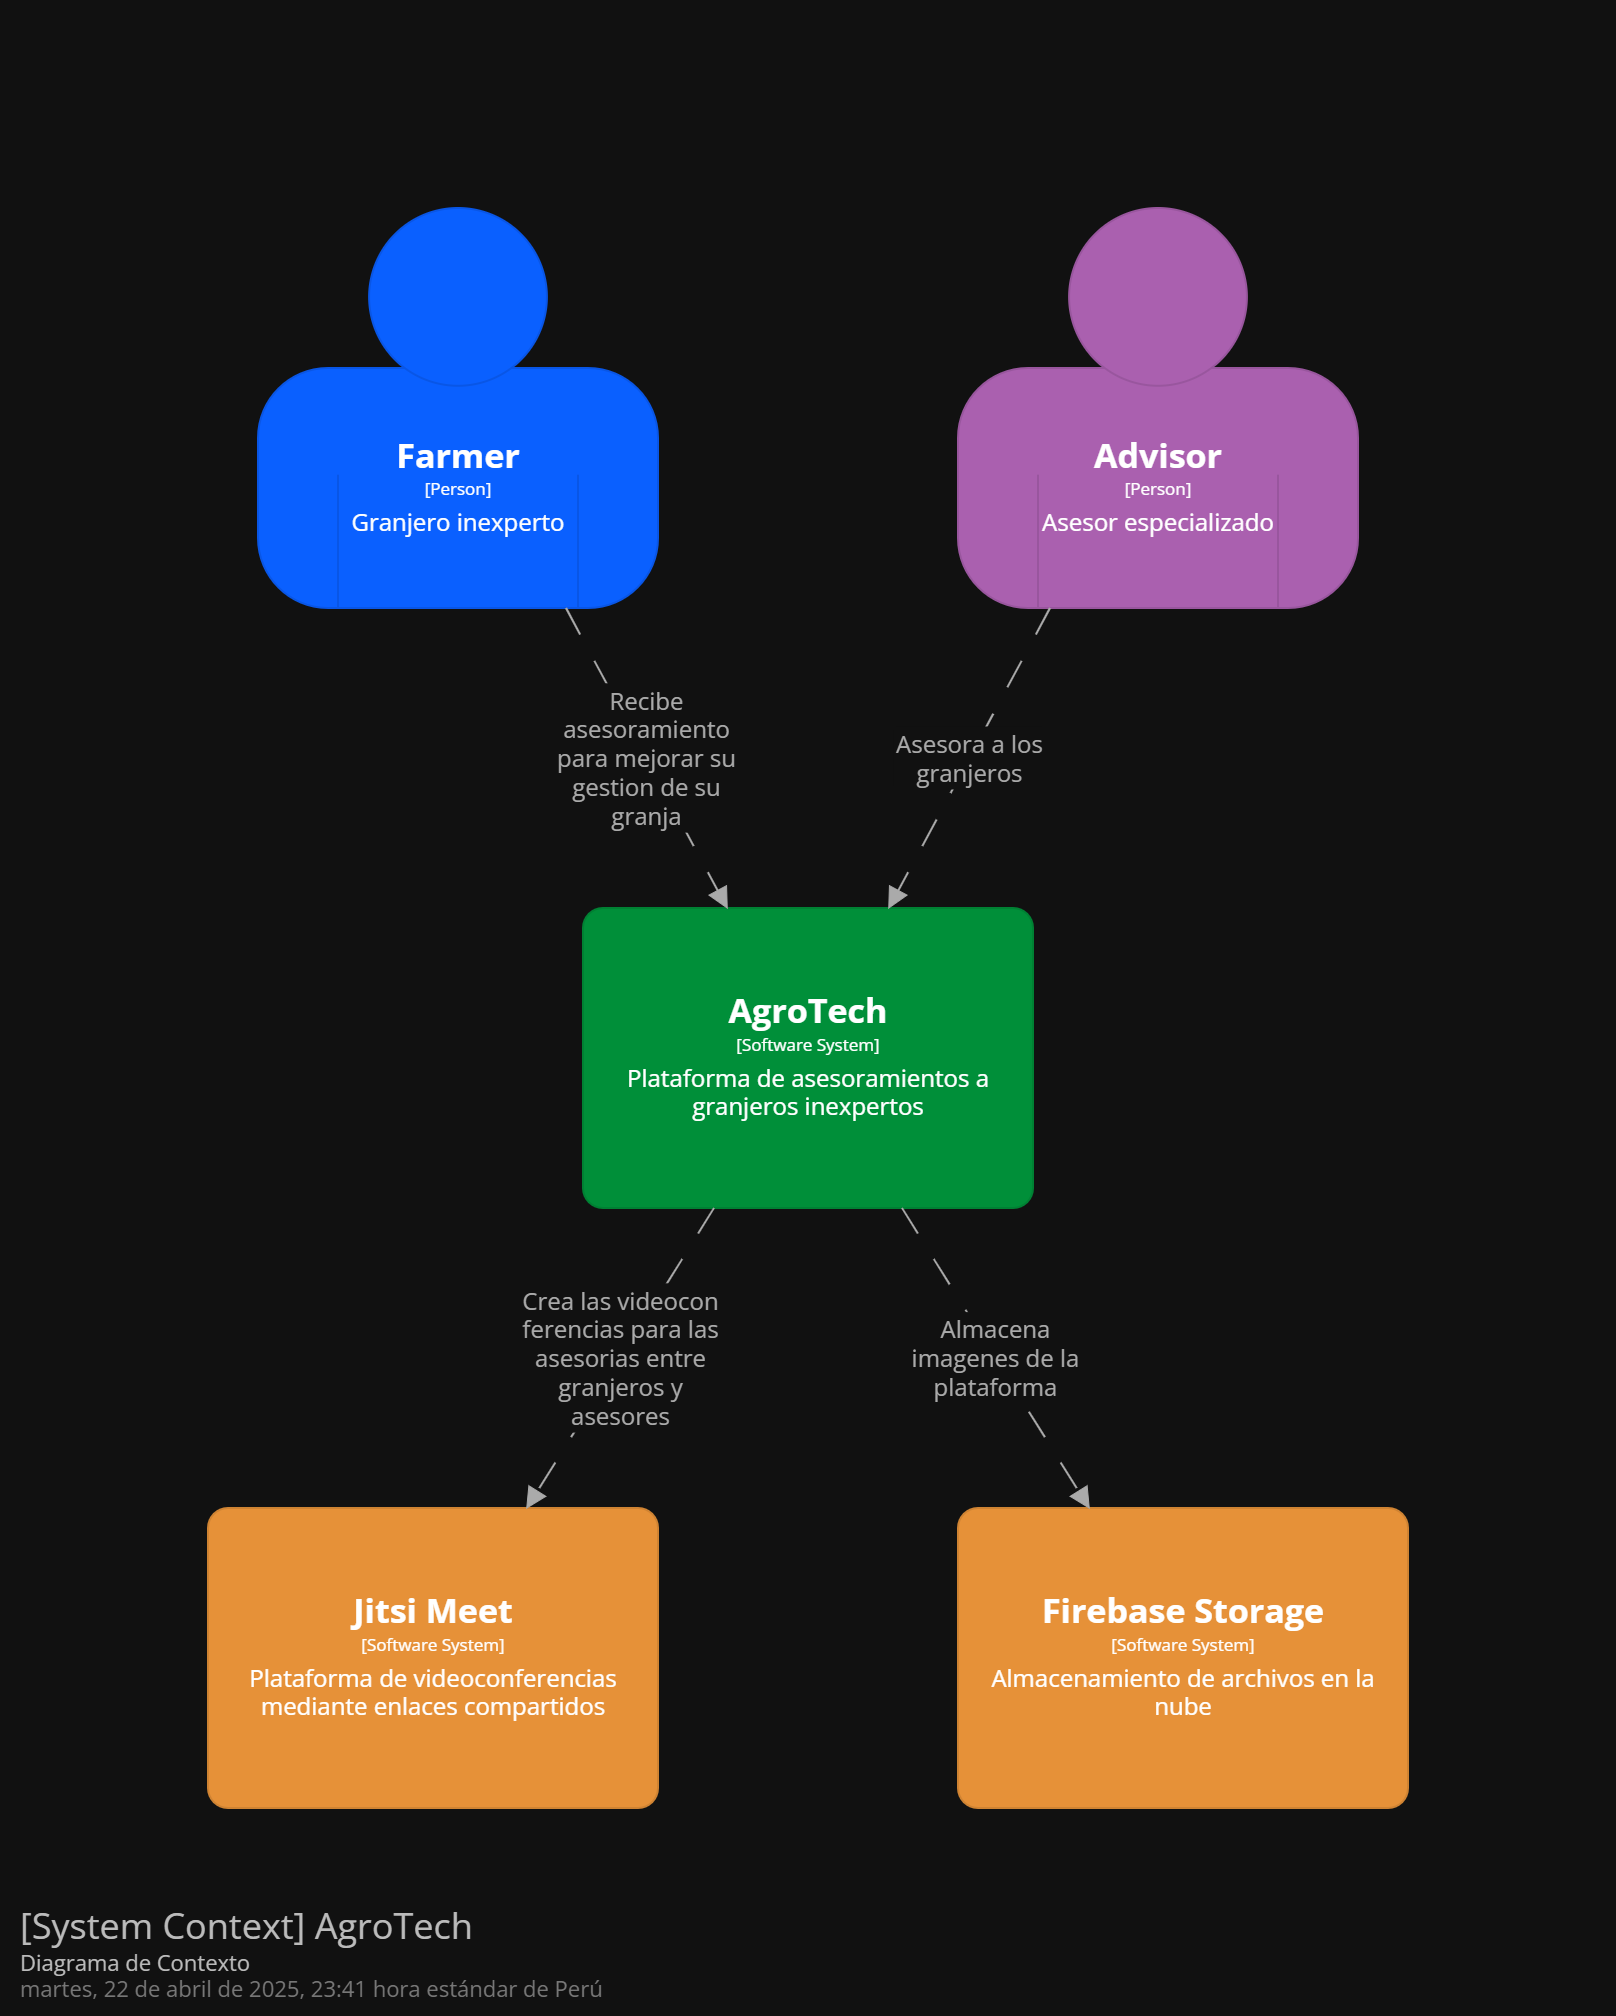 Farmer
[Person]
Granjero inexperto
Advisor
[Person]
Asesor especializado
Recibe
asesoramiento
para mejorar su
gestion de su
granja
Asesora a los
granjeros
AgroTech
[Software System]
Plataforma de asesoramientos a
granjeros inexpertos
Crea las videocon
ferencias para las
asesorias entre
granjeros y
asesores
Almacena
imagenes de la
plataforma
Jitsi Meet
[Software System]
Plataforma de videoconferencias
mediante enlaces compartidos
Firebase Storage
[Software System]
Almacenamiento de archivos en la
nube
[System Context] AgroTech
Diagrama de Contexto
martes, 22 de abril de 2025, 23:41 hora estándar de Perú